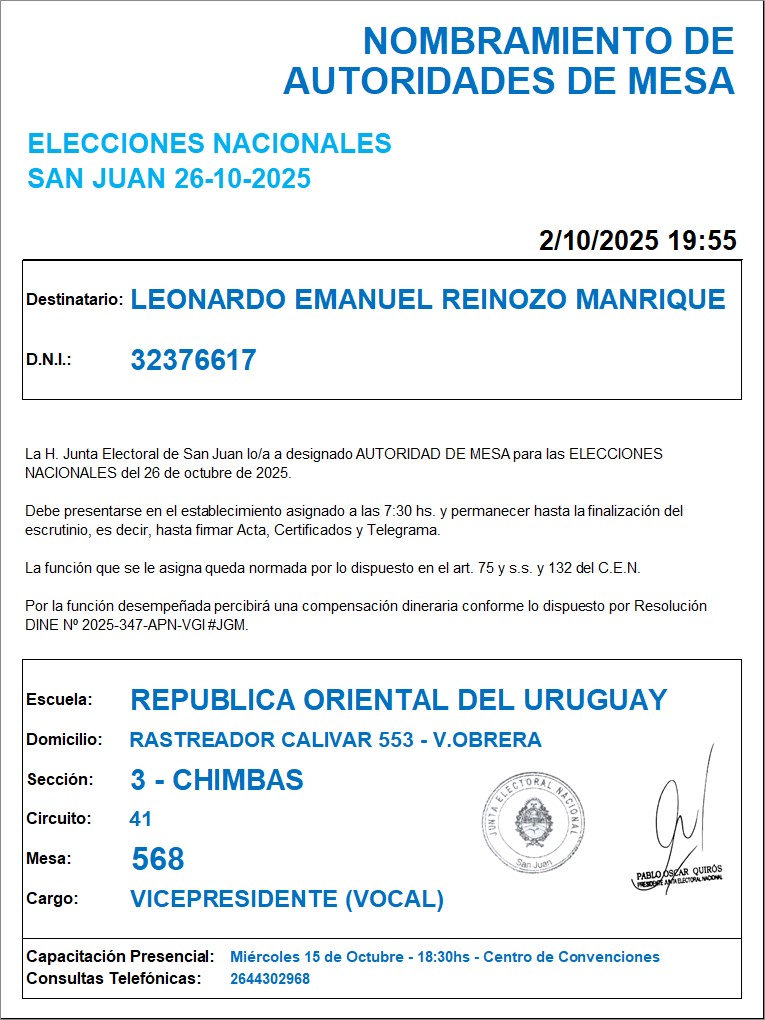 NOMBRAMIENTO DE
AUTORIDADES DE MESA
ELECCIONES NACIONALES
SAN JUAN 26-10-2025
2/10/2025 19:55
Destinatario: LEONARDO EMANUEL REINOZO MANRIQUE
D.N.I.: 32376617
La H. Junta Electoral de San Juan lo/a a designado AUTORIDAD DE MESA para las ELECCIONES
NACIONALES del 26 de octubre de 2025.
Debe presentarse en el establecimiento asignado a las 7:30 hs. y permanecer hasta la finalización del
escrutinio, es decir, hasta firmar Acta, Certificados y Telegrama.
La función que se le asigna queda normada por lo dispuesto en el art. 75 y s.s. y 132 del C.E.N.
Por la función desempeñada percibirá una compensación dineraria conforme lo dispuesto por Resolución
DINE Nº 2025-347-APN-VGI#JGM.
Escuela: REPUBLICA ORIENTAL DEL URUGUAY
Domicilio: RASTREADOR CALIVAR 553 - V.OBRERA
Sección: 3 - CHIMBAS
Circuito: 41
Mesa: 568
Cargo: VICEPRESIDENTE (VOCAL)
JUNTA ELECTORAL NACIONAL
San Juan
PABLO OSCAR QUIRÓS
PRESIDENTE JUNTA ELECTORAL NACIONAL
Capacitación Presencial: Miércoles 15 de Octubre - 18:30hs - Centro de Convenciones
Consultas Telefónicas: 2644302968